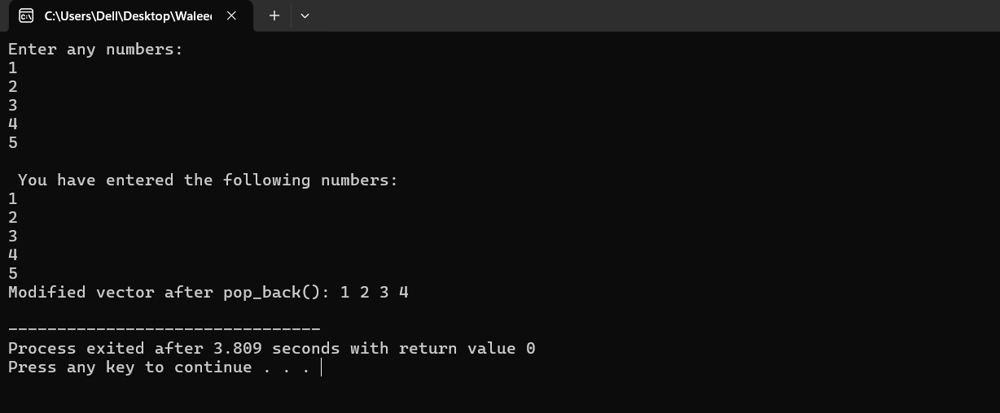 C:\Users\Dell\Desktop\Walee
Enter any numbers:
1
2
3
4
5
 You have entered the following numbers:
1
2
3
4
5
Modified vector after pop_back(): 1 2 3 4
--------------------------------
Process exited after 3.809 seconds with return value 0
Press any key to continue . . .